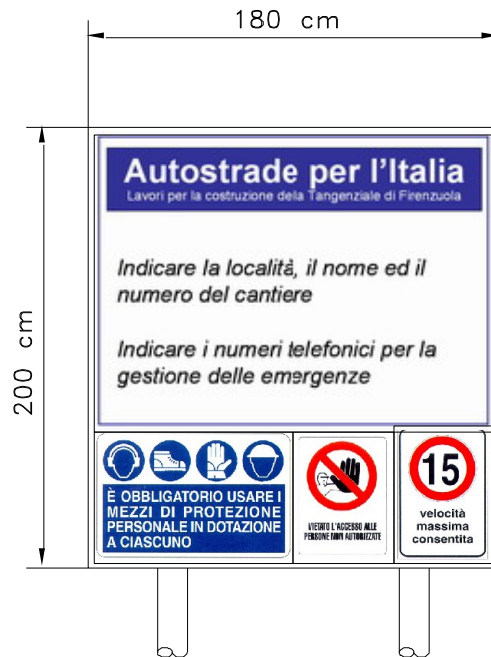 180 cm
200 cm
Autostrade per l'Italia
Lavori per la costruzione dela Tangenziale di Firenzuola
Indicare la località, il nome ed il
numero del cantiere
Indicare i numeri telefonici per la
gestione delle emergenze
È OBBLIGATORIO USARE I
MEZZI DI PROTEZIONE
PERSONALE IN DOTAZIONE
A CIASCUNO
VIETATO L'ACCESSO ALLE
PERSONE NON AUTORIZZATE
15
velocità
massima
consentita